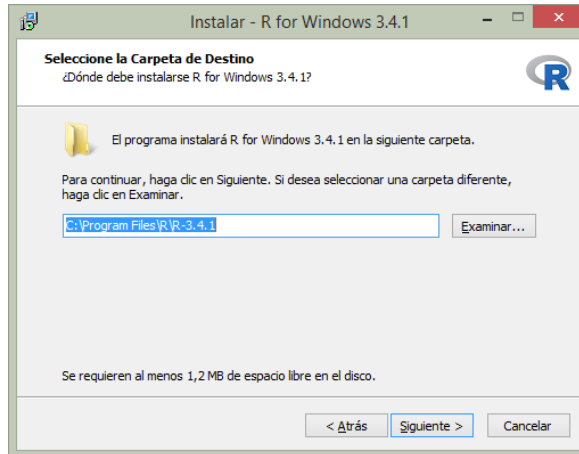 Instalar - R for Windows 3.4.1
Seleccione la Carpeta de Destino
¿Dónde debe instalarse R for Windows 3.4.1?
R
El programa instalará R for Windows 3.4.1 en la siguiente carpeta.
Para continuar, haga clic en Siguiente. Si desea seleccionar una carpeta diferente,
haga clic en Examinar.
C:\Program Files\R\R-3.4.1
Examinar...
Se requieren al menos 1,2 MB de espacio libre en el disco.
< Atrás
Siguiente >
Cancelar